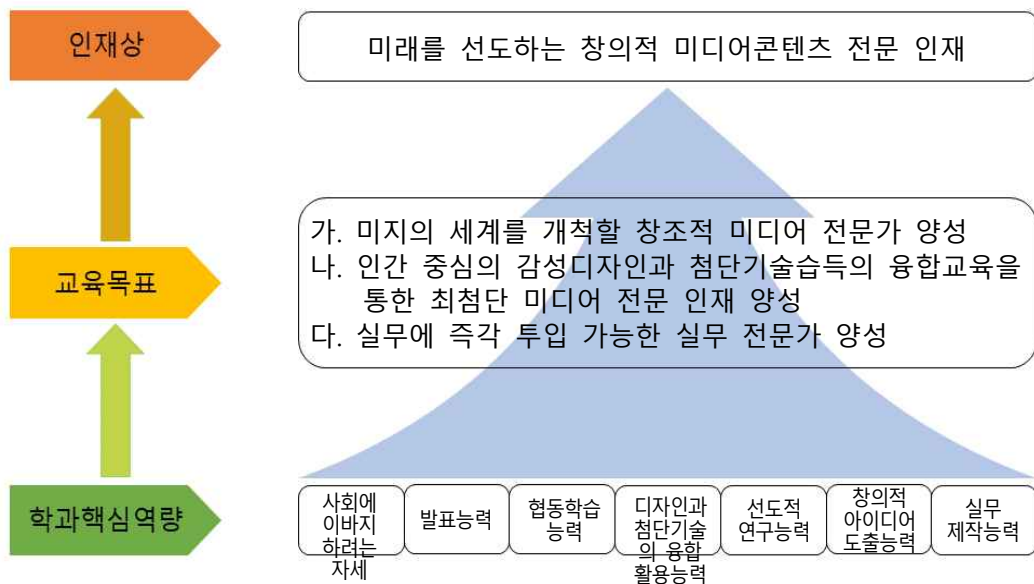 인재상
미래를 선도하는 창의적 미디어콘텐츠 전문 인재
교육목표
가. 미지의 세계를 개척할 창조적 미디어 전문가 양성
나. 인간 중심의 감성디자인과 첨단기술습득의 융합교육을
통한 최첨단 미디어 전문 인재 양성
다. 실무에 즉각 투입 가능한 실무 전문가 양성
학과핵심역량
사회에
이바지
하려는
자세
발표능력
협동학습
능력
디자인과
첨단기술
의 융합
활용능력
선도적
연구능력
창의적
아이디어
도출능력
실무
제작능력